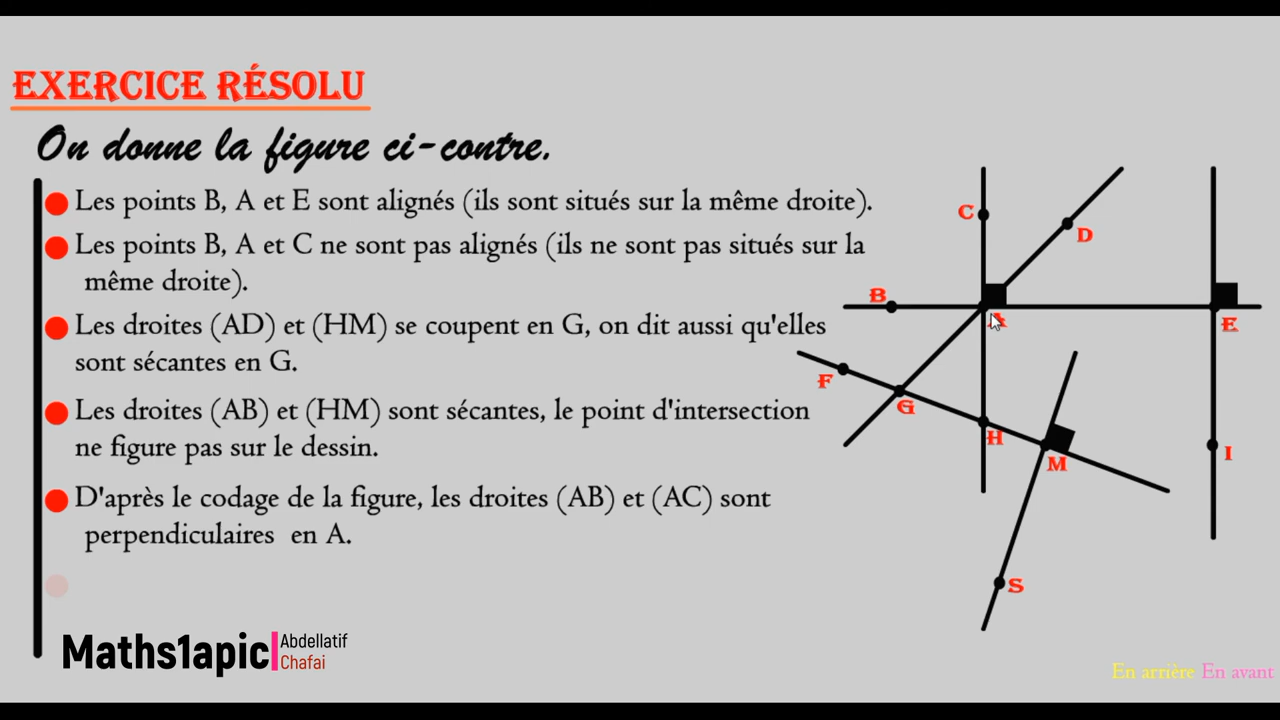 EXERCICE RÉSOLU
On donne la figure ci-contre.
Les points B, A et E sont alignés (ils sont situés sur la même droite).
Les points B, A et C ne sont pas alignés (ils ne sont pas situés sur la
même droite).
Les droites (AD) et (HM) se coupent en G, on dit aussi qu'elles
sont sécantes en G.
Les droites (AB) et (HM) sont sécantes, le point d'intersection
ne figure pas sur le dessin.
D'après le codage de la figure, les droites (AB) et (AC) sont
perpendiculaires en A.
C
D
B
A
E
F
G
H
M
I
S
Maths1apic
Abdellatif
Chafai
En arrière En avant